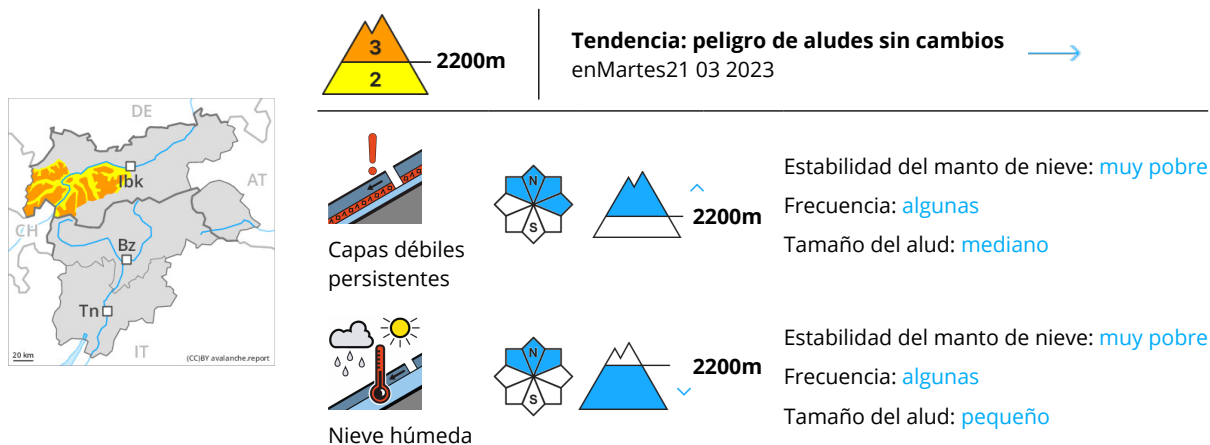 3
2
2200m
Tendencia: peligro de aludes sin cambios
enMartes21 03 2023
DE
AT
Ibk
CH
Bz
Tn
IT
20 km
(CC)BY avalanche.report
N
S
2200m
Capas débiles
persistentes
Estabilidad del manto de nieve: muy pobre
Frecuencia: algunas
Tamaño del alud: mediano
N
S
2200m
Nieve húmeda
Estabilidad del manto de nieve: muy pobre
Frecuencia: algunas
Tamaño del alud: pequeño